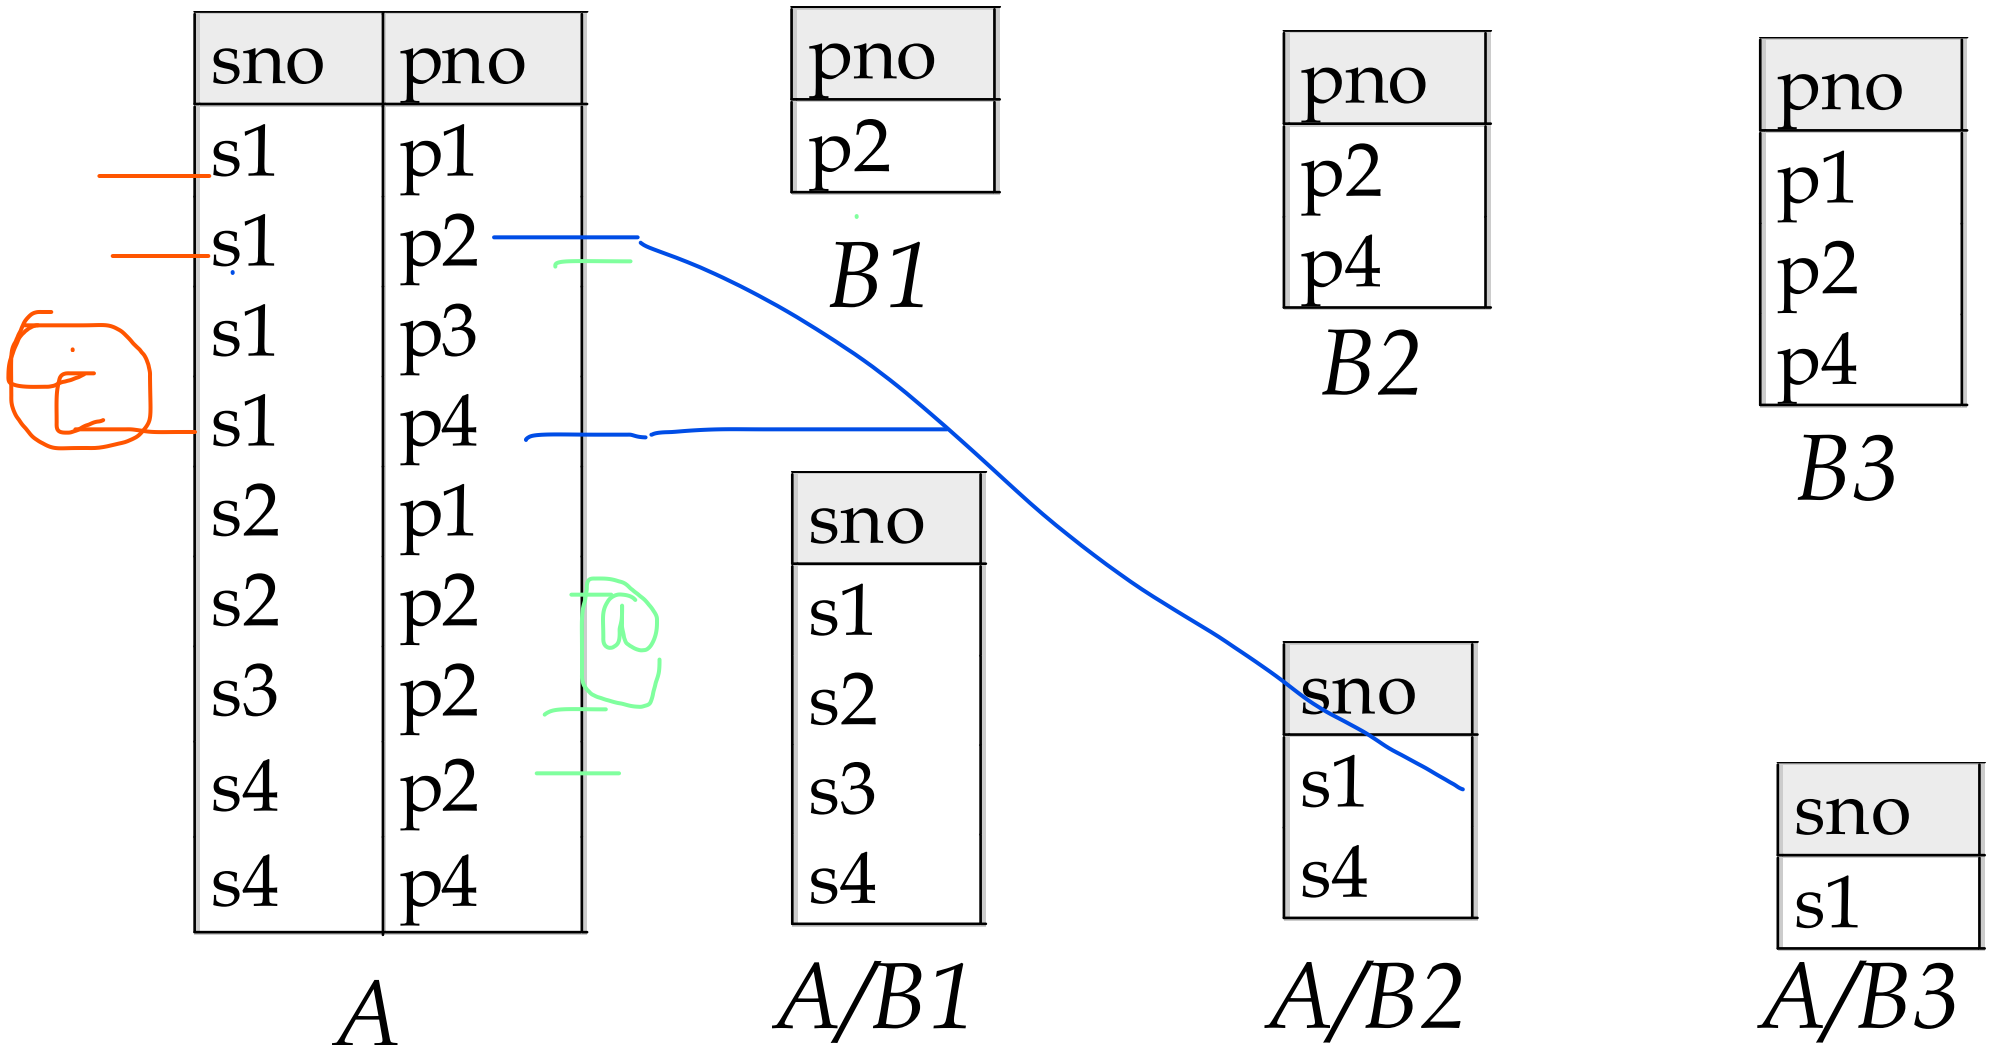 sno pno
s1 p1
s1 p2
s1 p3
s1 p4
s2 p1
s2 p2
s3 p2
s4 p2
s4 p4
A
pno
p2
B1
pno
p2
p4
B2
pno
p1
p2
p4
B3
sno
s1
s2
s3
s4
A/B1
sno
s1
s4
A/B2
sno
s1
A/B3